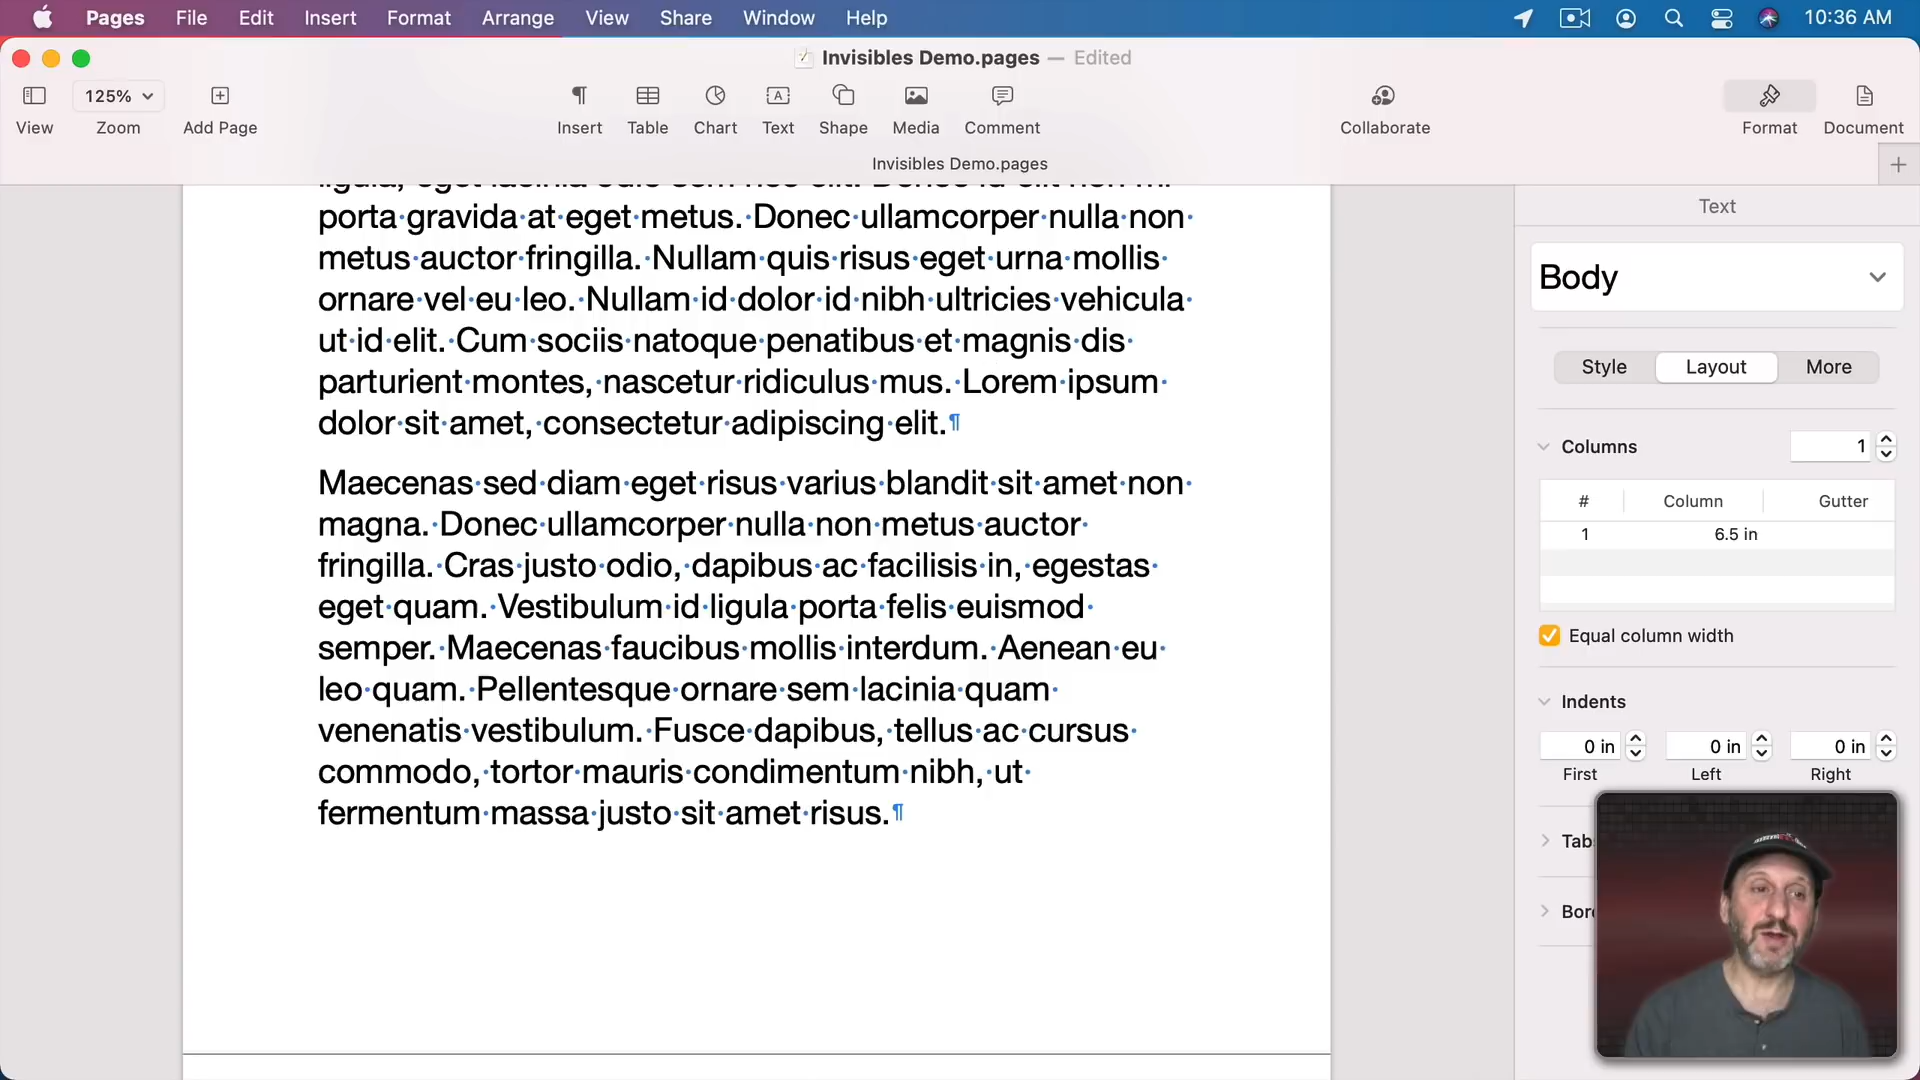 Pages File Edit Insert Format Arrange View Share Window Help 10:36 AM
Invisibles Demo.pages — Edited
125%
View Zoom Add Page Insert Table Chart Text Shape Media Comment Collaborate Format Document
Invisibles Demo.pages
porta·gravida·at·eget·metus.·Donec·ullamcorper·nulla·non·
metus·auctor·fringilla.·Nullam·quis·risus·eget·urna·mollis·
ornare·vel·eu·leo.·Nullam·id·dolor·id·nibh·ultricies·vehicula·
ut·id·elit.·Cum·sociis·natoque·penatibus·et·magnis·dis·
parturient·montes,·nascetur·ridiculus·mus.·Lorem·ipsum·
dolor·sit·amet,·consectetur·adipiscing·elit.¶
Maecenas·sed·diam·eget·risus·varius·blandit·sit·amet·non·
magna.·Donec·ullamcorper·nulla·non·metus·auctor·
fringilla.·Cras·justo·odio,·dapibus·ac·facilisis·in,·egestas·
eget·quam.·Vestibulum·id·ligula·porta·felis·euismod·
semper.·Maecenas·faucibus·mollis·interdum.·Aenean·eu·
leo·quam.·Pellentesque·ornare·sem·lacinia·quam·
venenatis·vestibulum.·Fusce·dapibus,·tellus·ac·cursus·
commodo,·tortor·mauris·condimentum·nibh,·ut·
fermentum·massa·justo·sit·amet·risus.¶
Text
Body
Style Layout More
Columns 1
# Column Gutter
1 6.5 in
Equal column width
Indents
0 in 0 in 0 in
First Left Right
Tab
Bor